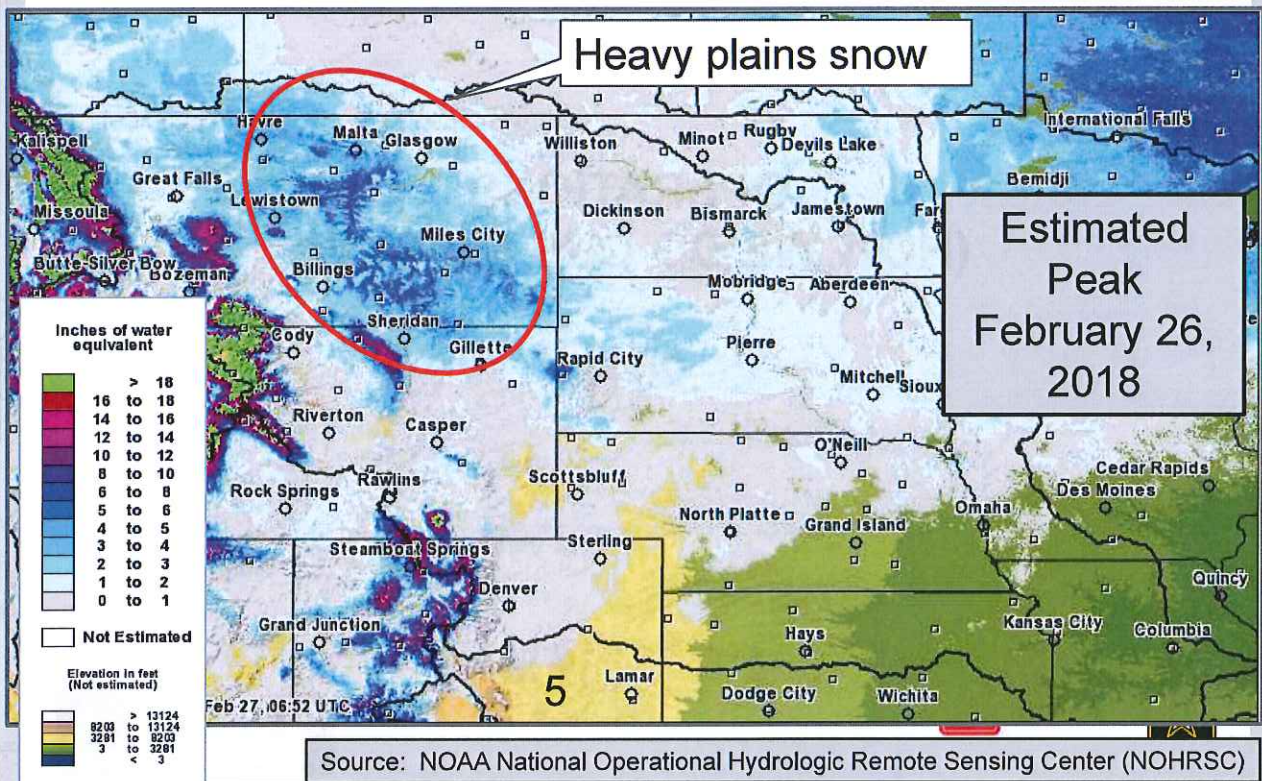 Heavy plains snow
Estimated
Peak
February 26,
2018
Havre
Malta
Glasgow
Kalispell
Great Falls
Lewistown
Missoula
Miles City
Butte-Silver Bow
Bozeman
Billings
Williston
Minot
Rugby
Devils Lake
International Falls
Bemidji
Dickinson
Bismarck
Jamestown
Mobridge
Aberdeen
Cody
Sheridan
Gillette
Rapid City
Pierre
Mitchell
Sioux
Riverton
Casper
O'Neill
Rock Springs
Rawlins
Scottsbluff
Cedar Rapids
Des Moines
North Platte
Grand Island
Omaha
Steamboat Springs
Sterling
Denver
Quincy
Grand Junction
Hays
Kansas City
Columbia
Lamar
Dodge City
Wichita
5
Inches of water
equivalent
> 18
16 to 18
14 to 16
12 to 14
10 to 12
8 to 10
6 to 8
5 to 6
4 to 5
3 to 4
2 to 3
1 to 2
0 to 1
Not Estimated
Elevation in feet
(Not estimated)
> 13124
8203 to 13124
3281 to 8203
3 to 3281
< 3
Feb 27, 06:52 UTC
Source: NOAA National Operational Hydrologic Remote Sensing Center (NOHRSC)